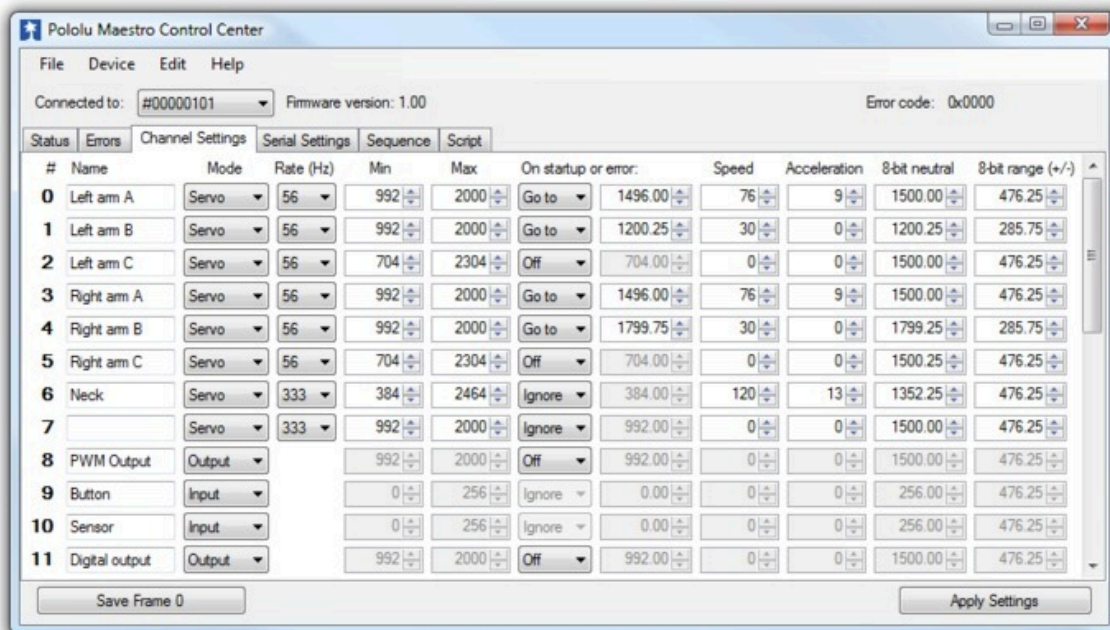 Pololu Maestro Control Center
File Device Edit Help
Connected to: #00000101 Firmware version: 1.00 Error code: 0x0000
Status Errors Channel Settings Serial Settings Sequence Script
# Name Mode Rate (Hz) Min Max On startup or error: Speed Acceleration 8-bit neutral 8-bit range (+/-)
0 Left arm A Servo 56 992 2000 Go to 1496.00 76 9 1500.00 476.25
1 Left arm B Servo 56 992 2000 Go to 1200.25 30 0 1200.25 285.75
2 Left arm C Servo 56 704 2304 Off 704.00 0 0 1500.00 476.25
3 Right arm A Servo 56 992 2000 Go to 1496.00 76 9 1500.00 476.25
4 Right arm B Servo 56 992 2000 Go to 1799.75 30 0 1799.25 285.75
5 Right arm C Servo 56 704 2304 Off 704.00 0 0 1500.25 476.25
6 Neck Servo 333 384 2464 Ignore 384.00 120 13 1352.25 476.25
7 Servo 333 992 2000 Ignore 992.00 0 0 1500.00 476.25
8 PWM Output Output 992 2000 Off 992.00 0 0 1500.00 476.25
9 Button Input 0 256 Ignore 0.00 0 0 256.00 476.25
10 Sensor Input 0 256 Ignore 0.00 0 0 256.00 476.25
11 Digital output Output 992 2000 Off 992.00 0 0 1500.00 476.25
Save Frame 0 Apply Settings